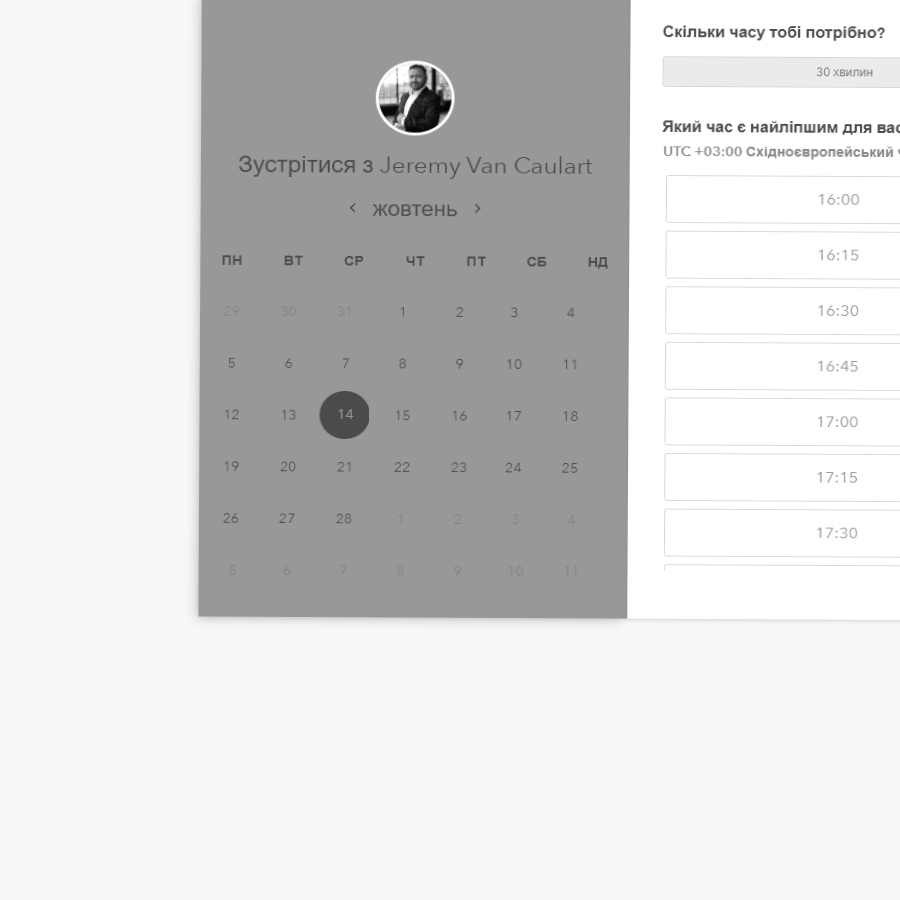 Зустрітися з Jeremy Van Caulart
< жовтень >
ПН ВТ СР ЧТ ПТ СБ НД
29 30 31 1 2 3 4
5 6 7 8 9 10 11
12 13 14 15 16 17 18
19 20 21 22 23 24 25
26 27 28 1 2 3 4
5 6 7 8 9 10 11
Скільки часу тобі потрібно?
30 хвилин
Який час є найліпшим для вас
UTC +03:00 Східноєвропейський
16:00
16:15
16:30
16:45
17:00
17:15
17:30